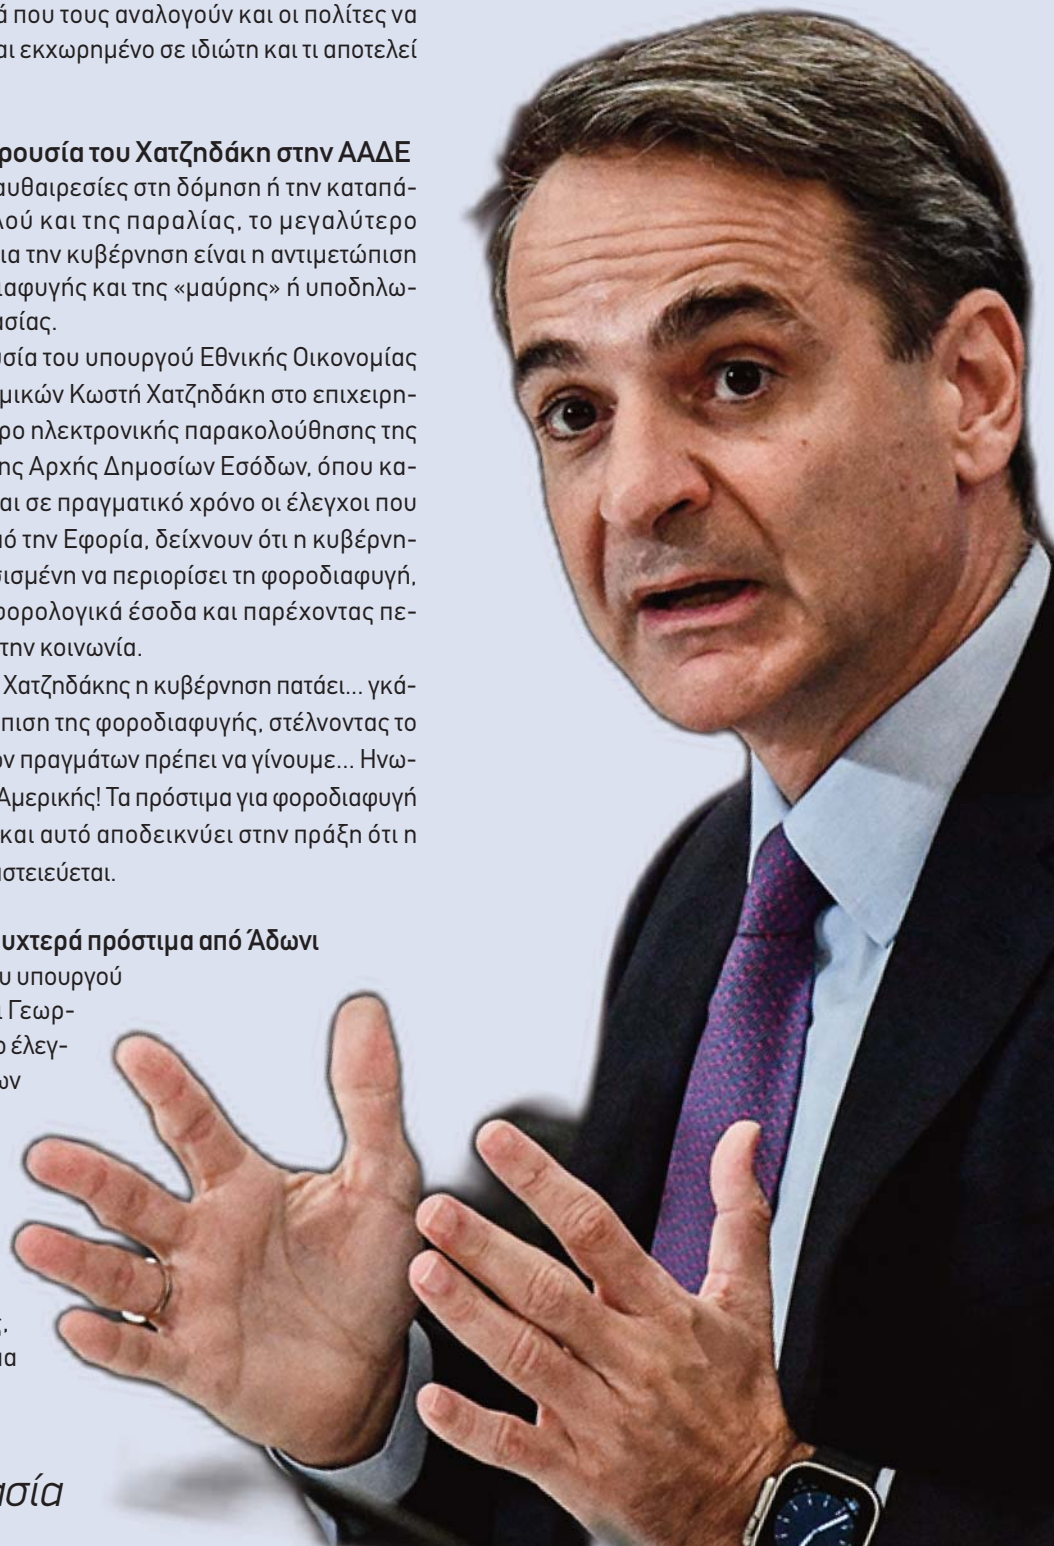 ά που τους αναλογούν και οι πολίτες να
αι εκχωρημένο σε ιδιώτη και τι αποτελεί
ρουσία του Χατζηδάκη στην ΑΑΔΕ
αυθαιρεσίες στη δόμηση ή την καταπά-
λού και της παραλίας, το μεγαλύτερο
ια την κυβέρνηση είναι η αντιμετώπιση
ιαφυγής και της «μαύρης» ή υποδηλω-
ασίας.
υσία του υπουργού Εθνικής Οικονομίας
μικών Κωστή Χατζηδάκη στο επιχειρη-
ρο ηλεκτρονικής παρακολούθησης της
ης Αρχής Δημοσίων Εσόδων, όπου κα-
αι σε πραγματικό χρόνο οι έλεγχοι που
ό την Εφορία, δείχνουν ότι η κυβέρνη-
σισμένη να περιορίσει τη φοροδιαφυγή,
ορολογικά έσοδα και παρέχοντας πε-
την κοινωνία.
Χατζηδάκης η κυβέρνηση πατάει... γκά-
πιση της φοροδιαφυγής, στέλνοντας το
ν πραγμάτων πρέπει να γίνουμε... Ηνω-
Αμερικής! Τα πρόστιμα για φοροδιαφυγή
και αυτό αποδεικνύει στην πράξη ότι η
στειεύεται.
υχτερά πρόστιμα από Άδωνι
υ υπουργού
ι Γεωρ-
ο έλεγ-
ων
ς,
ια
ασία